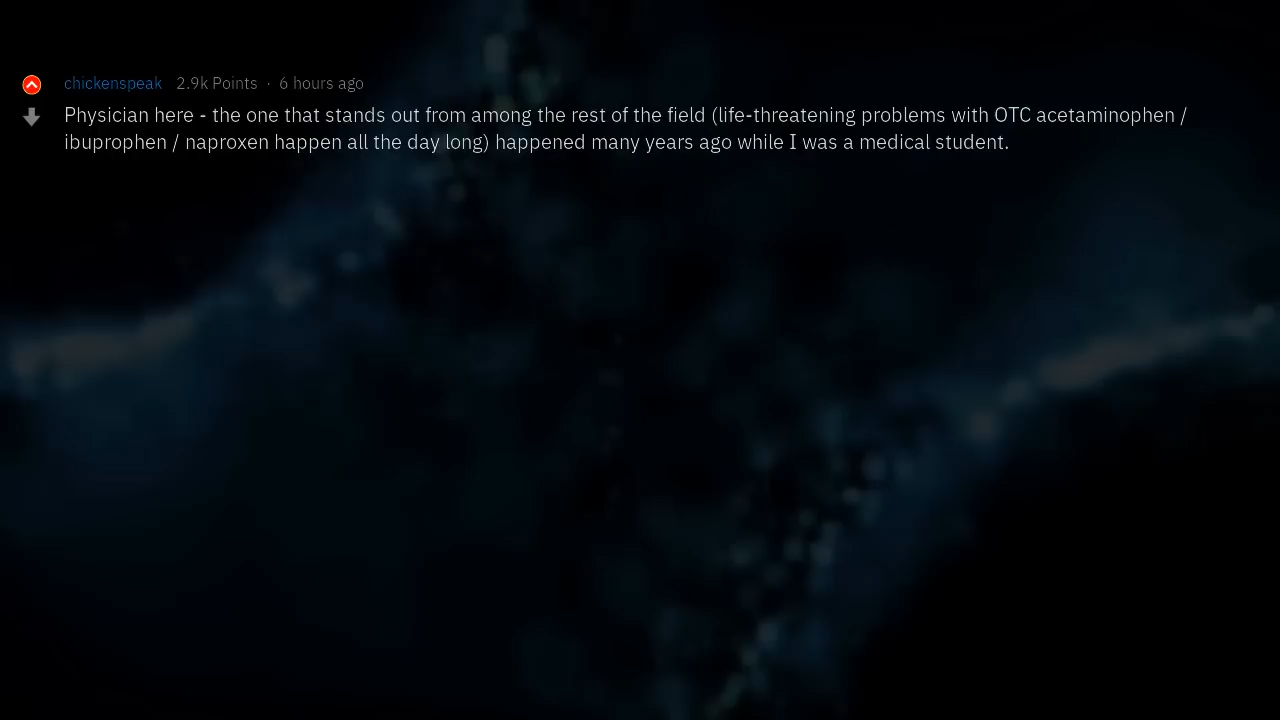 chickenspeak 2.9k Points · 6 hours ago
Physician here - the one that stands out from among the rest of the field (life-threatening problems with OTC acetaminophen /
ibuprophen / naproxen happen all the day long) happened many years ago while I was a medical student.